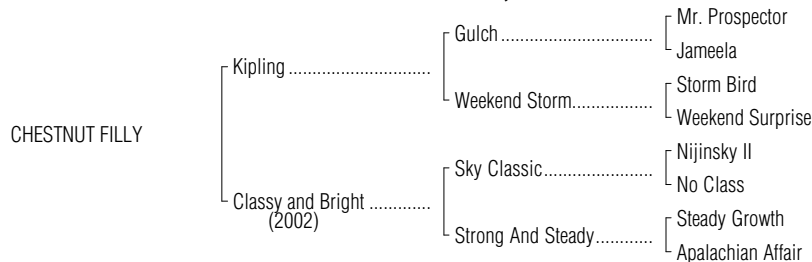 Mr. Prospector
Gulch................................
Jameela
Kipling ..............................
Storm Bird
Weekend Storm.................
Weekend Surprise
CHESTNUT FILLY
Nijinsky II
Sky Classic.......................
No Class
Classy and Bright .............
(2002)
Steady Growth
Strong And Steady............
Apalachian Affair